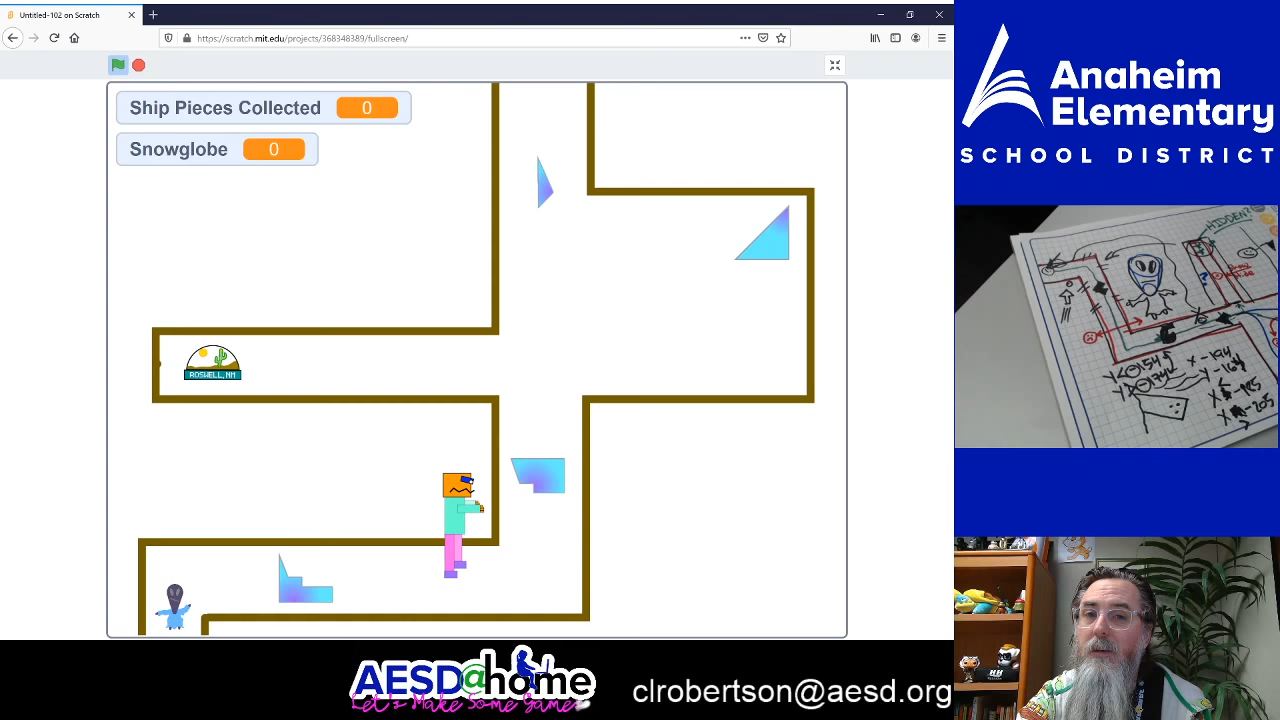 Untitled-102 on Scratch
https://scratch.mit.edu/projects/368348389/fullscreen/
Ship Pieces Collected 0
Snowglobe 0
ROSWELL, NM
Anaheim
Elementary
SCHOOL DISTRICT
HIDDEN?
AESD@home
Let's Make Some Games
clrobertson@aesd.org